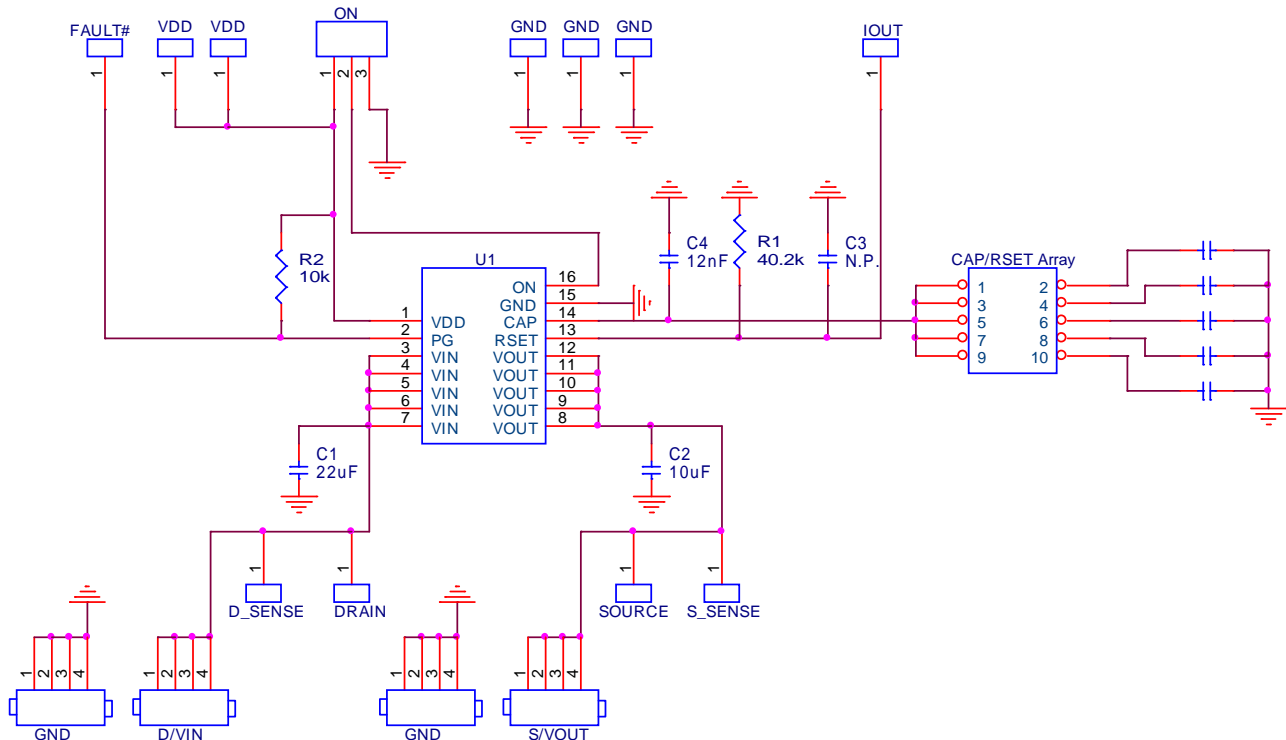 FAULT# VDD VDD ON GND GND GND IOUT
1 1 1 1 2 3 1 1 1 1
R2
10k
C4
12nF
R1
40.2k
C3
N.P.
U1
1 VDD
2 PG
3 VIN
4 VIN
5 VIN
6 VIN
7 VIN
ON 16
GND 15
CAP 14
RSET 13
VOUT 12
VOUT 11
VOUT 10
VOUT 9
VOUT 8
CAP/RSET Array
1 2
3 4
5 6
7 8
9 10
C1
22uF
C2
10uF
1 1 1 1
D_SENSE DRAIN SOURCE S_SENSE
1 2 3 4 1 2 3 4 1 2 3 4 1 2 3 4
GND D/VIN GND S/VOUT